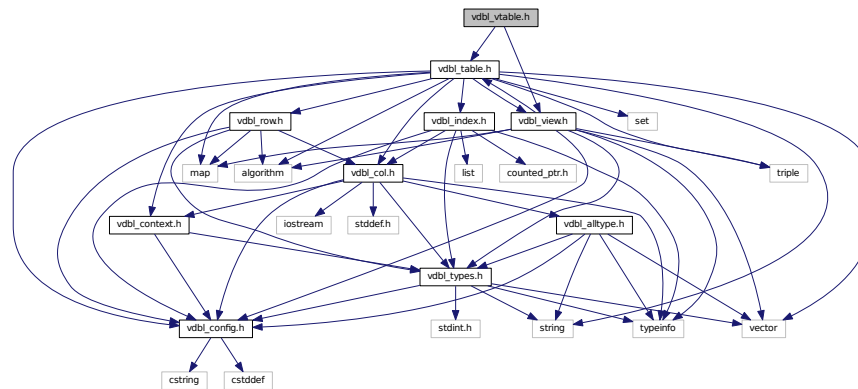 vdbl_vtable.h
vdbl_table.h
vdbl_row.h
vdbl_index.h
vdbl_view.h
set
map
algorithm
vdbl_col.h
list
counted_ptr.h
triple
vdbl_context.h
iostream
stddef.h
vdbl_alltype.h
vdbl_types.h
vdbl_config.h
stdint.h
string
typeinfo
vector
cstring
cstddef